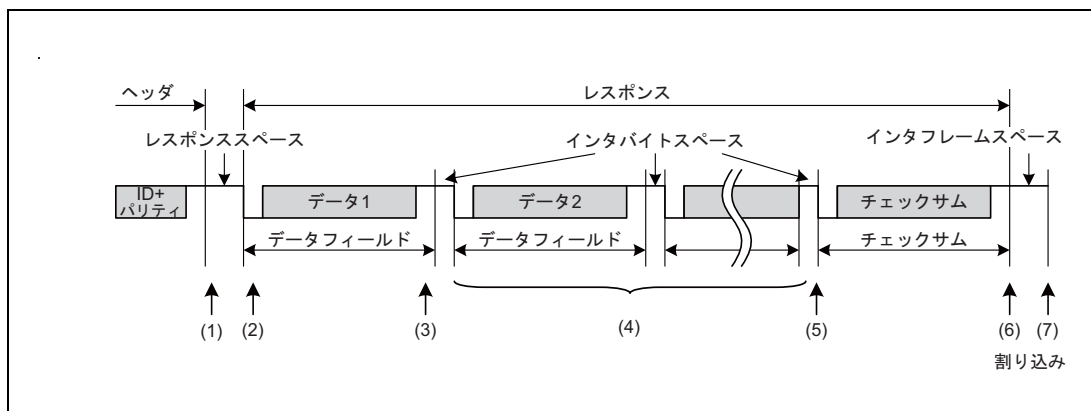 ヘッダ
レスポンス
レスポンススペース
インタバイトスペース
インタフレームスペース
ID+
パリティ
データ1
データ2
チェックサム
データフィールド
データフィールド
チェックサム
(1)
(2)
(3)
(4)
(5)
(6)
(7)
割り込み